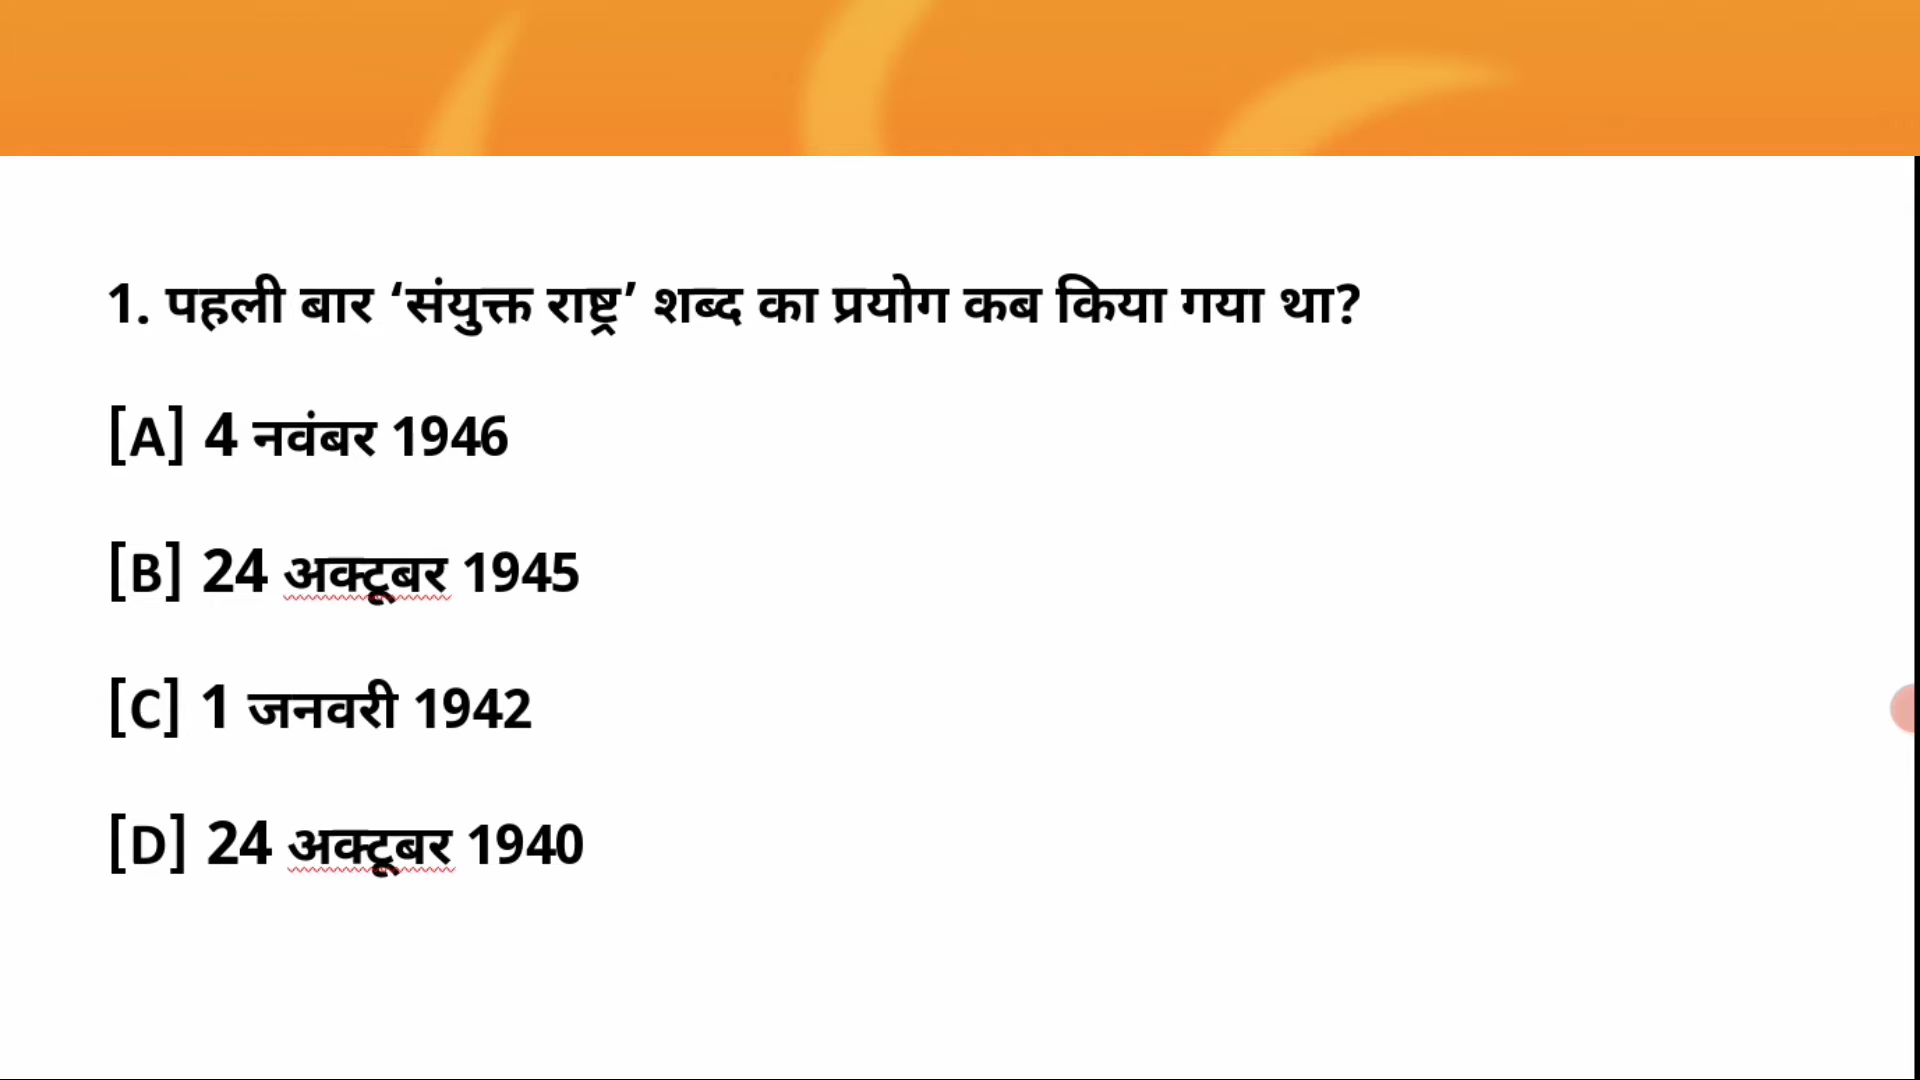 1. पहली बार ‘संयुक्त राष्ट्र’ शब्द का प्रयोग कब किया गया था?
[A] 4 नवंबर 1946
[B] 24 अक्टूबर 1945
[C] 1 जनवरी 1942
[D] 24 अक्टूबर 1940